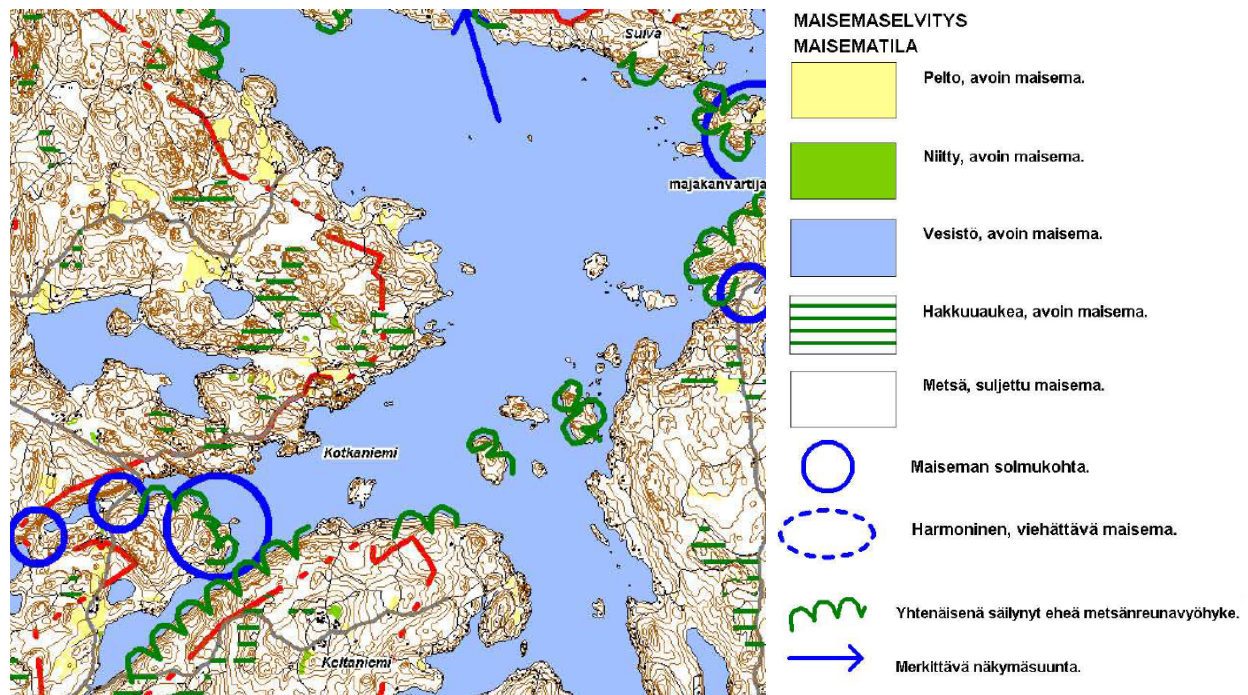 MAISEMASELVITYS
MAISEMATILA
Pelto, avoin maisema.
Niitty, avoin maisema.
Vesistö, avoin maisema.
Hakkuuaukea, avoin maisema.
Metsä, suljettu maisema.
Maiseman solmukohta.
Harmoninen, viehättävä maisema.
Yhtenäisenä säilynyt eheä metsänreunavyöhyke.
Merkittävä näkymäsuunta.
Suiva
majakanvartija
Kotkaniemi
Keltaniemi